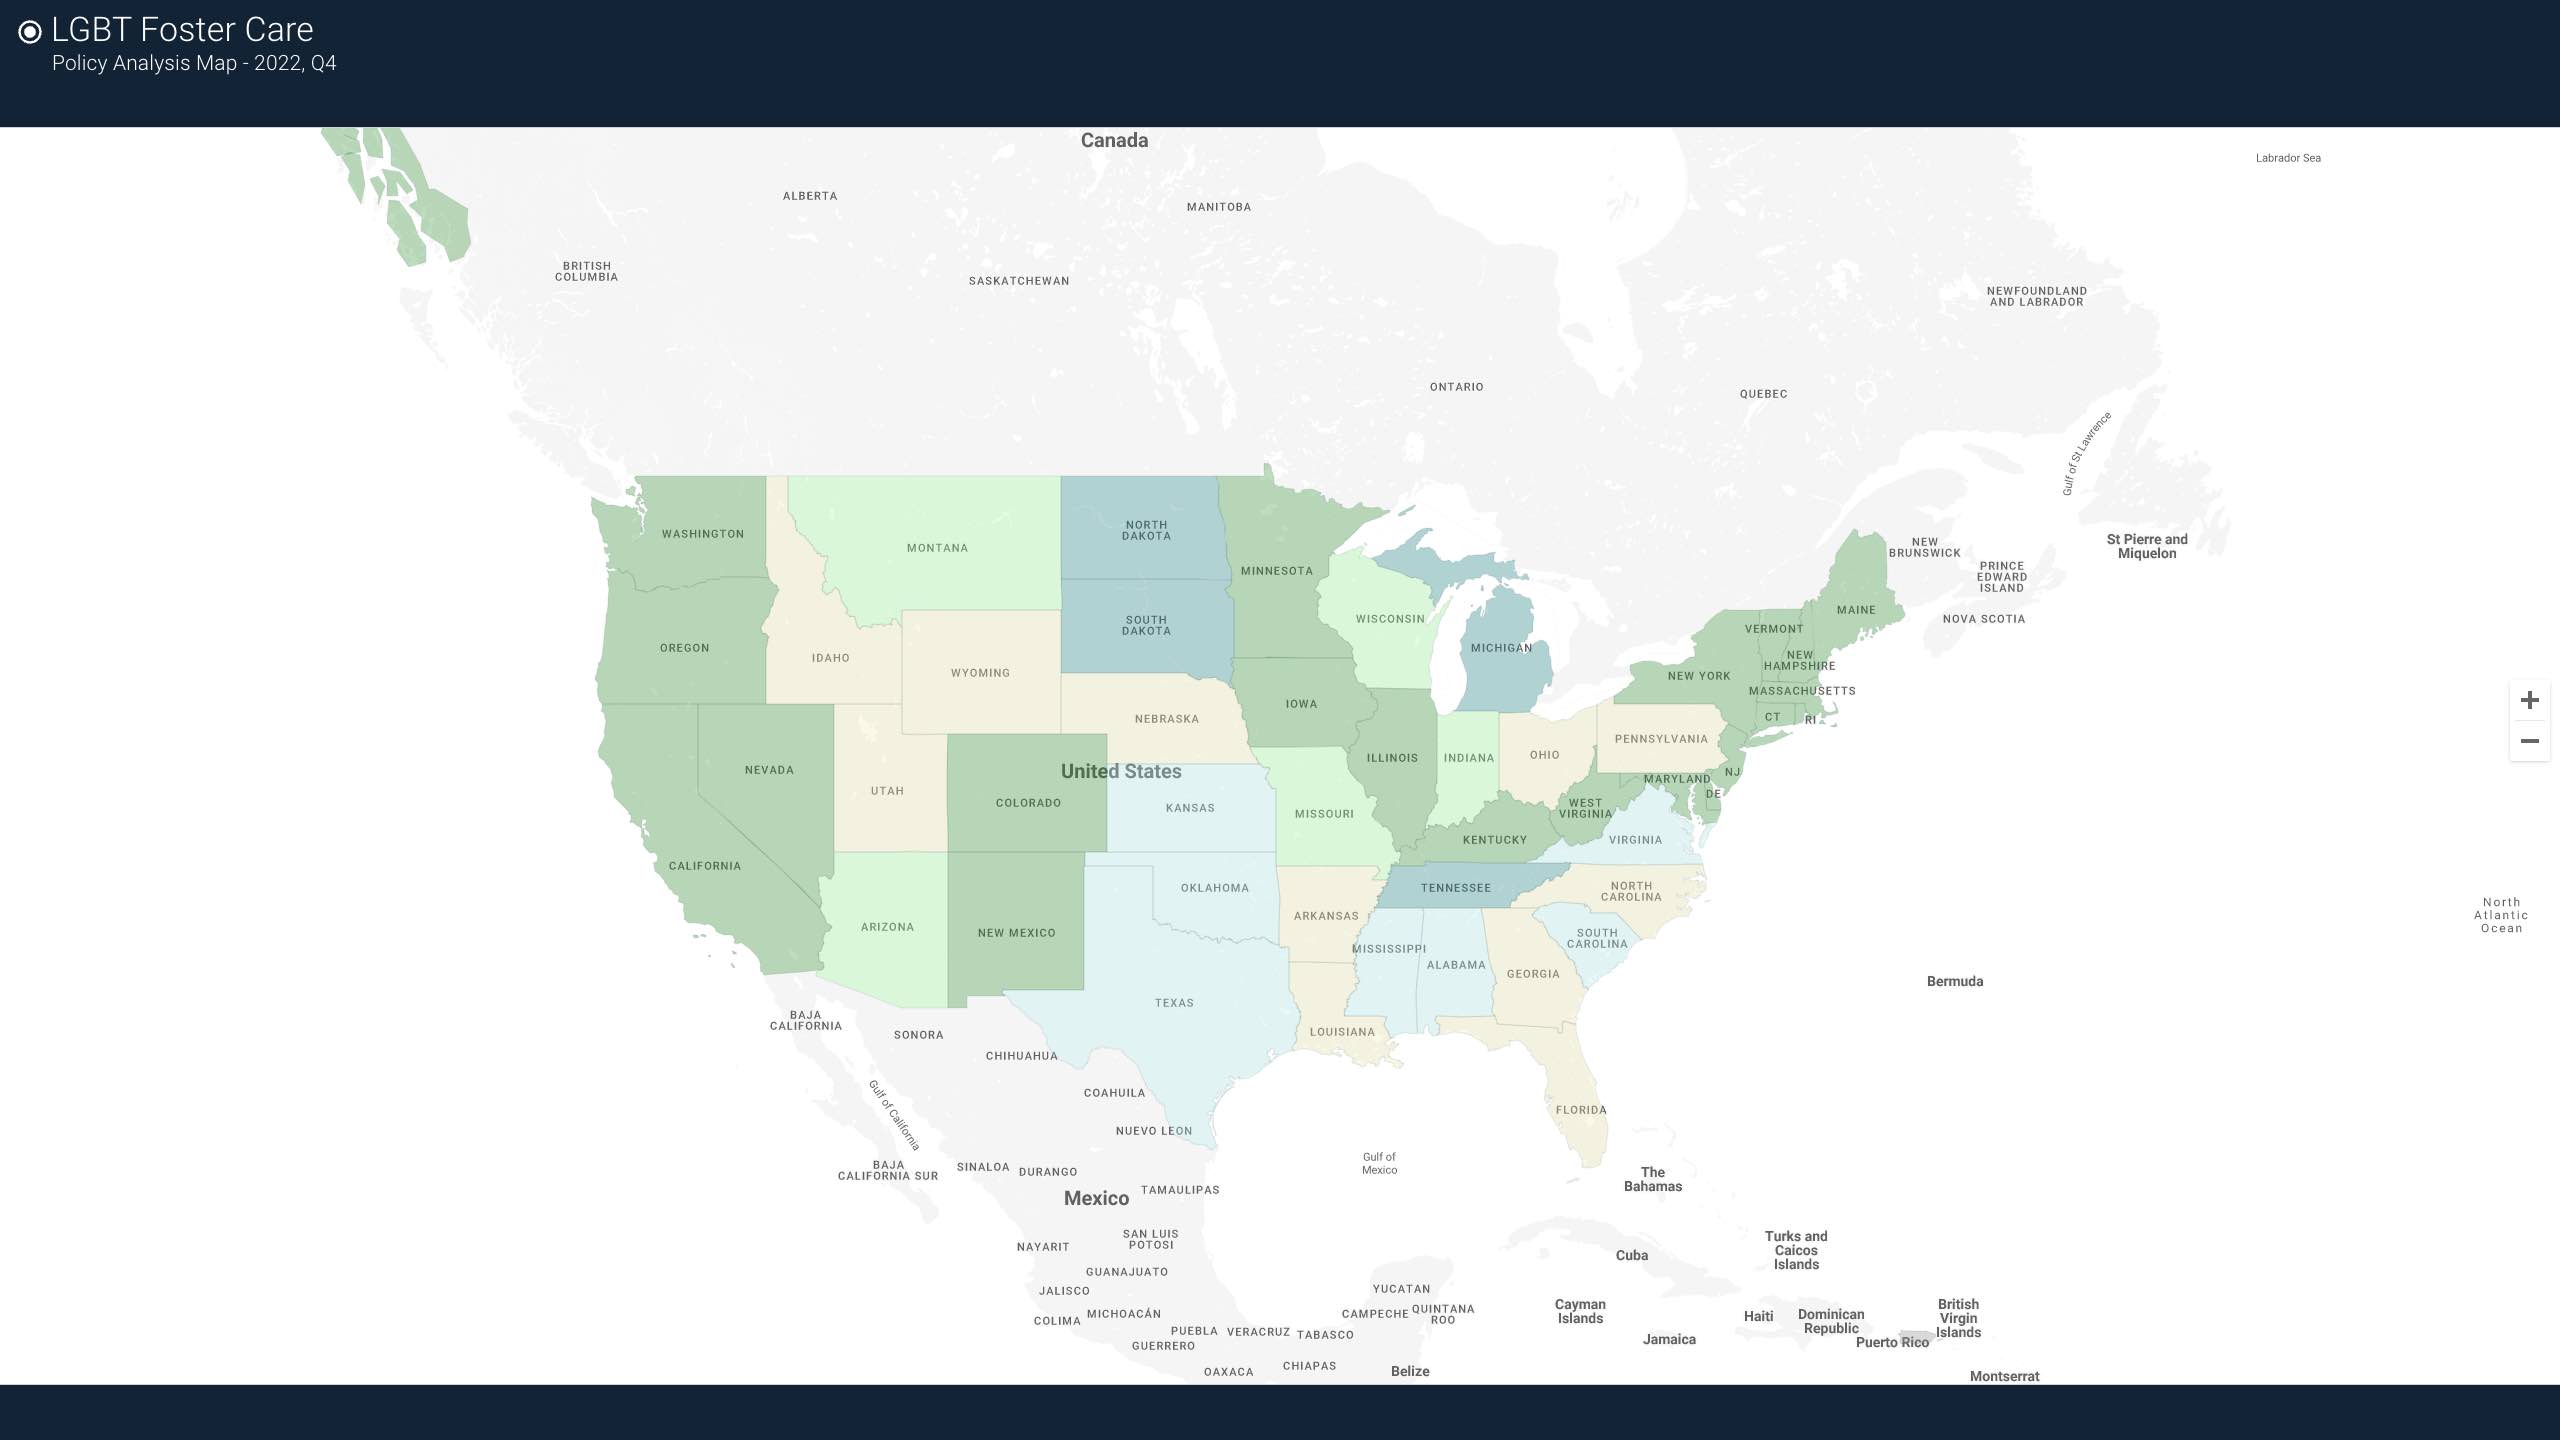 LGBT Foster Care
Policy Analysis Map - 2022, Q4
Canada
Labrador Sea
ALBERTA
MANITOBA
BRITISH
COLUMBIA
SASKATCHEWAN
NEWFOUNDLAND
AND LABRADOR
ONTARIO
QUEBEC
Gulf of St Lawrence
WASHINGTON
MONTANA
NORTH
DAKOTA
MINNESOTA
NEW
BRUNSWICK
St Pierre and
Miquelon
PRINCE
EDWARD
ISLAND
MAINE
NOVA SCOTIA
OREGON
IDAHO
WYOMING
SOUTH
DAKOTA
WISCONSIN
MICHIGAN
VERMONT
NEW
HAMPSHIRE
NEW YORK
MASSACHUSETTS
CT
RI
+
−
NEBRASKA
IOWA
NEVADA
UTAH
United States
COLORADO
KANSAS
MISSOURI
ILLINOIS
INDIANA
OHIO
PENNSYLVANIA
NJ
MARYLAND
DE
WEST
VIRGINIA
VIRGINIA
KENTUCKY
CALIFORNIA
ARIZONA
NEW MEXICO
OKLAHOMA
ARKANSAS
TENNESSEE
NORTH
CAROLINA
SOUTH
CAROLINA
MISSISSIPPI
ALABAMA
GEORGIA
North
Atlantic
Ocean
Bermuda
TEXAS
LOUISIANA
FLORIDA
BAJA
CALIFORNIA
SONORA
CHIHUAHUA
COAHUILA
Gulf of California
NUEVO LEON
BAJA
CALIFORNIA SUR
SINALOA
DURANGO
Mexico
TAMAULIPAS
Gulf of
Mexico
The
Bahamas
SAN LUIS
POTOSI
NAYARIT
GUANAJUATO
JALISCO
COLIMA
MICHOACÁN
PUEBLA
VERACRUZ
TABASCO
GUERRERO
OAXACA
CHIAPAS
YUCATAN
CAMPECHE
QUINTANA
ROO
Belize
Cuba
Turks and
Caicos
Islands
Cayman
Islands
Jamaica
Haiti
Dominican
Republic
Puerto Rico
British
Virgin
Islands
Montserrat